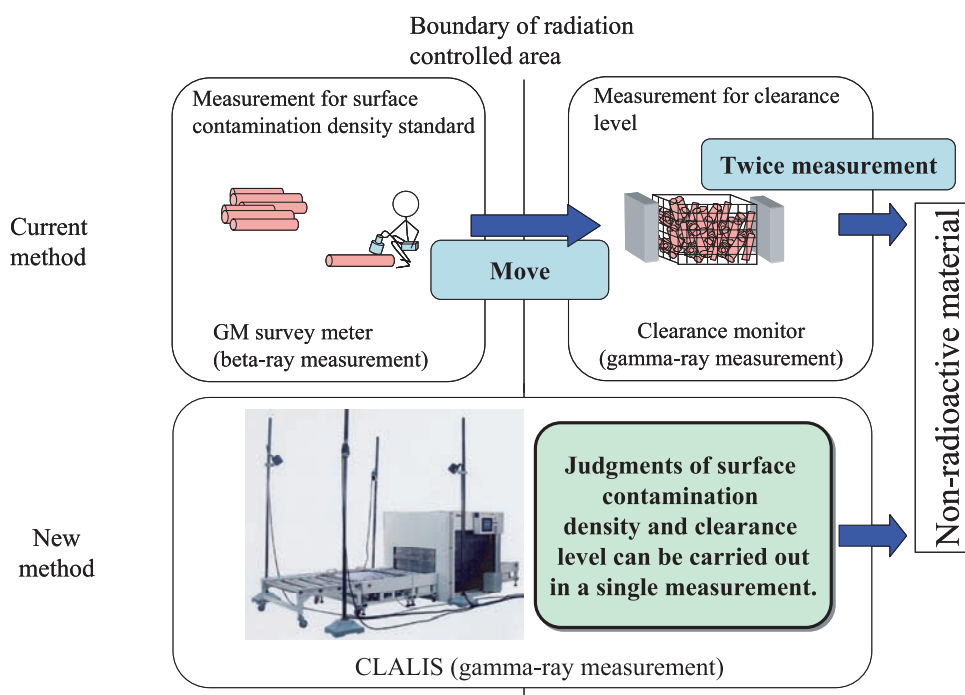 Boundary of radiation
controlled area
Measurement for surface
contamination density standard
Measurement for clearance
level
Twice measurement
Current
method
Move
GM survey meter
(beta-ray measurement)
Clearance monitor
(gamma-ray measurement)
Non-radioactive material
New
method
Judgments of surface
contamination
density and clearance
level can be carried out
in a single measurement.
CLALIS (gamma-ray measurement)